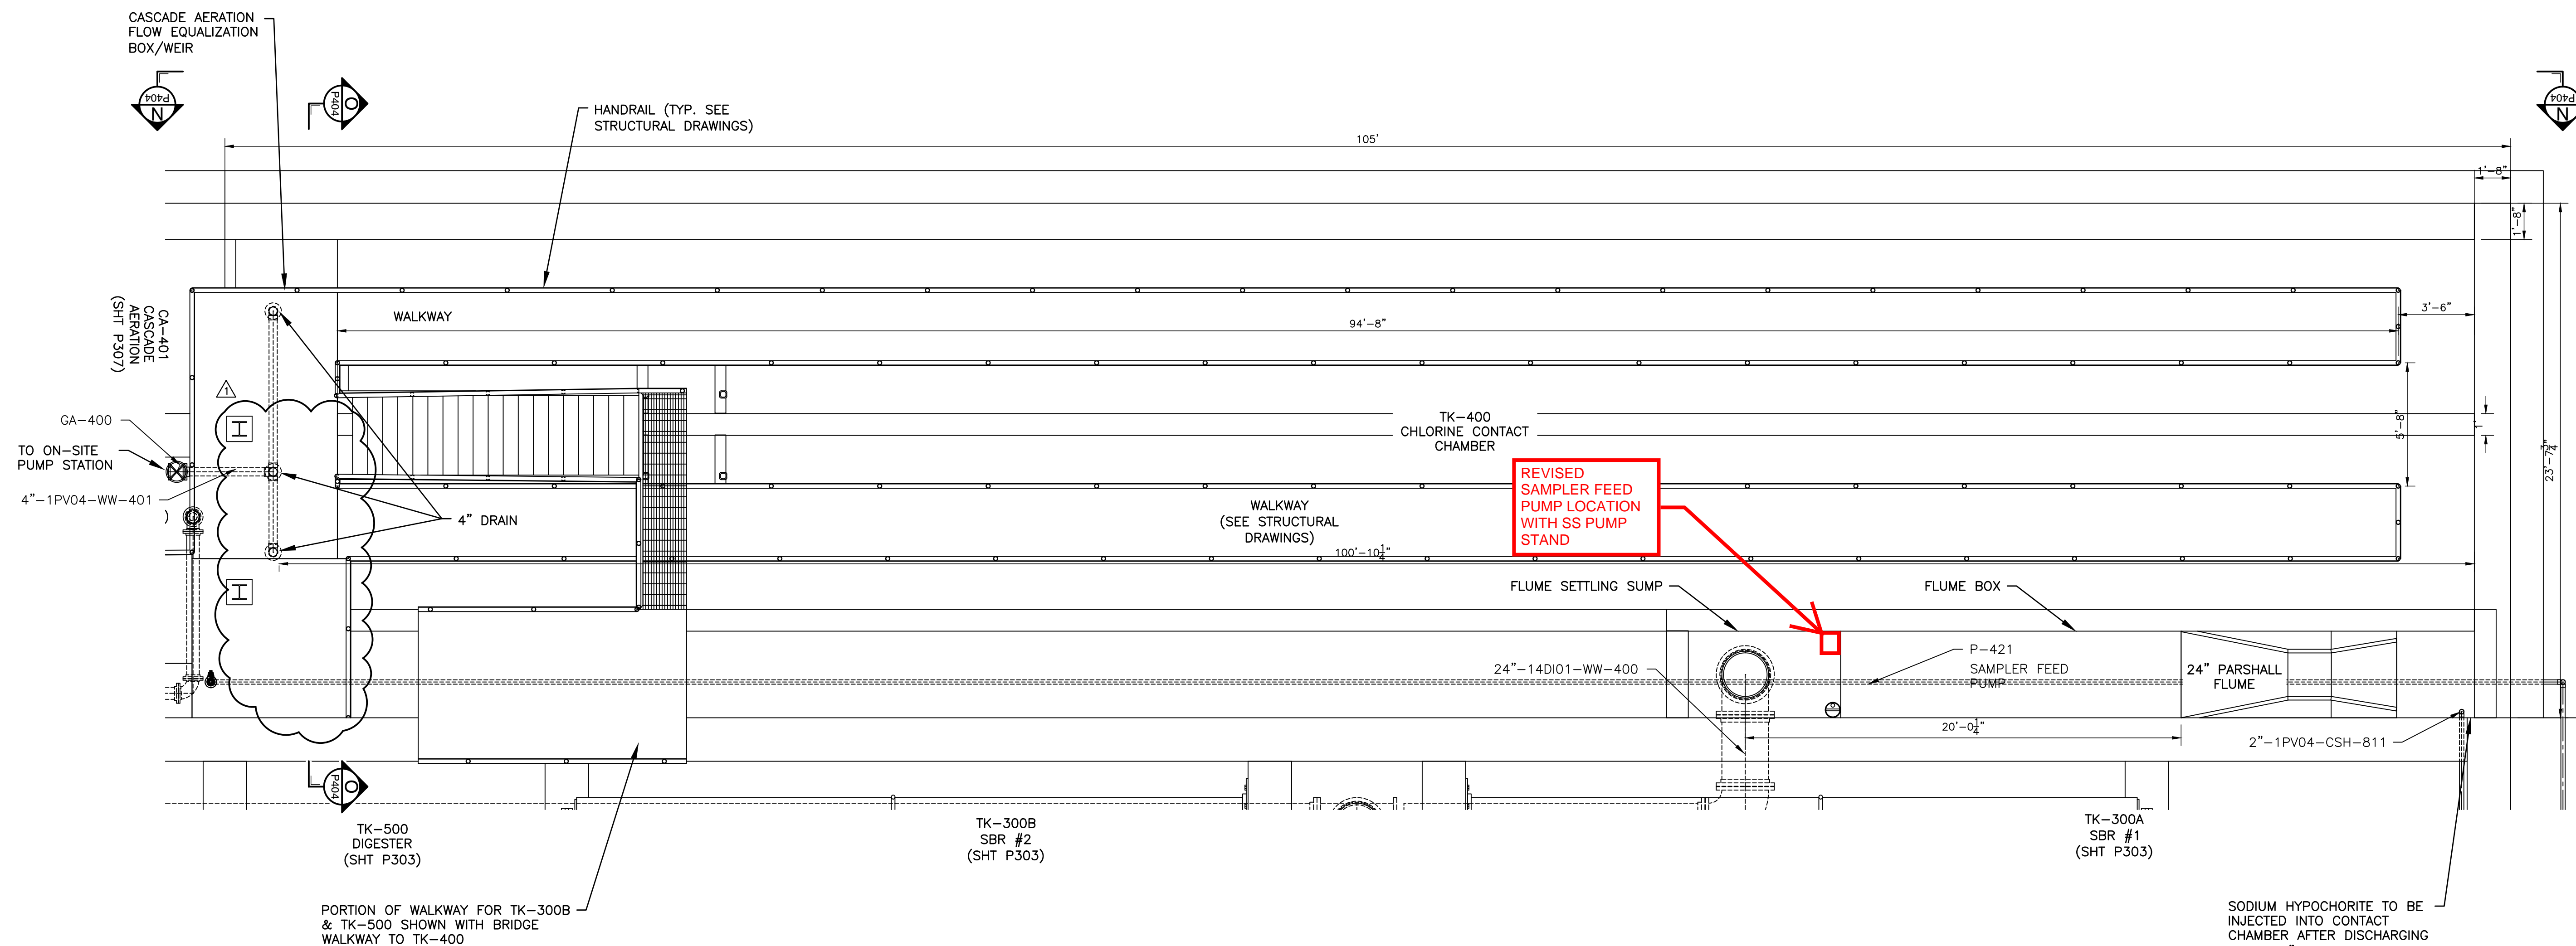 CASCADE AERATION
FLOW EQUALIZATION
BOX/WEIR
N
P404
O
P404
HANDRAIL (TYP. SEE
STRUCTURAL DRAWINGS)
N
P404
105'
1'-8"
1'-8"
CA-401
CASCADE
AERATION
(SHT P307)
WALKWAY
94'-8"
3'-6"
1
H
GA-400
TO ON-SITE
PUMP STATION
4"-1PV04-WW-401
)
4" DRAIN
TK-400
CHLORINE CONTACT
CHAMBER
5'-8"
1'
23'-7 3/4"
REVISED
SAMPLER FEED
PUMP LOCATION
WITH SS PUMP
STAND
WALKWAY
(SEE STRUCTURAL
DRAWINGS)
100'-10 1/4"
H
FLUME SETTLING SUMP
FLUME BOX
24"-14DI01-WW-400
P-421
SAMPLER FEED
PUMP
24" PARSHALL
FLUME
20'-0 1/4"
2"-1PV04-CSH-811
O
P404
TK-500
DIGESTER
(SHT P303)
TK-300B
SBR #2
(SHT P303)
TK-300A
SBR #1
(SHT P303)
PORTION OF WALKWAY FOR TK-300B
& TK-500 SHOWN WITH BRIDGE
WALKWAY TO TK-400
SODIUM HYPOCHORITE TO BE
INJECTED INTO CONTACT
CHAMBER AFTER DISCHARGING